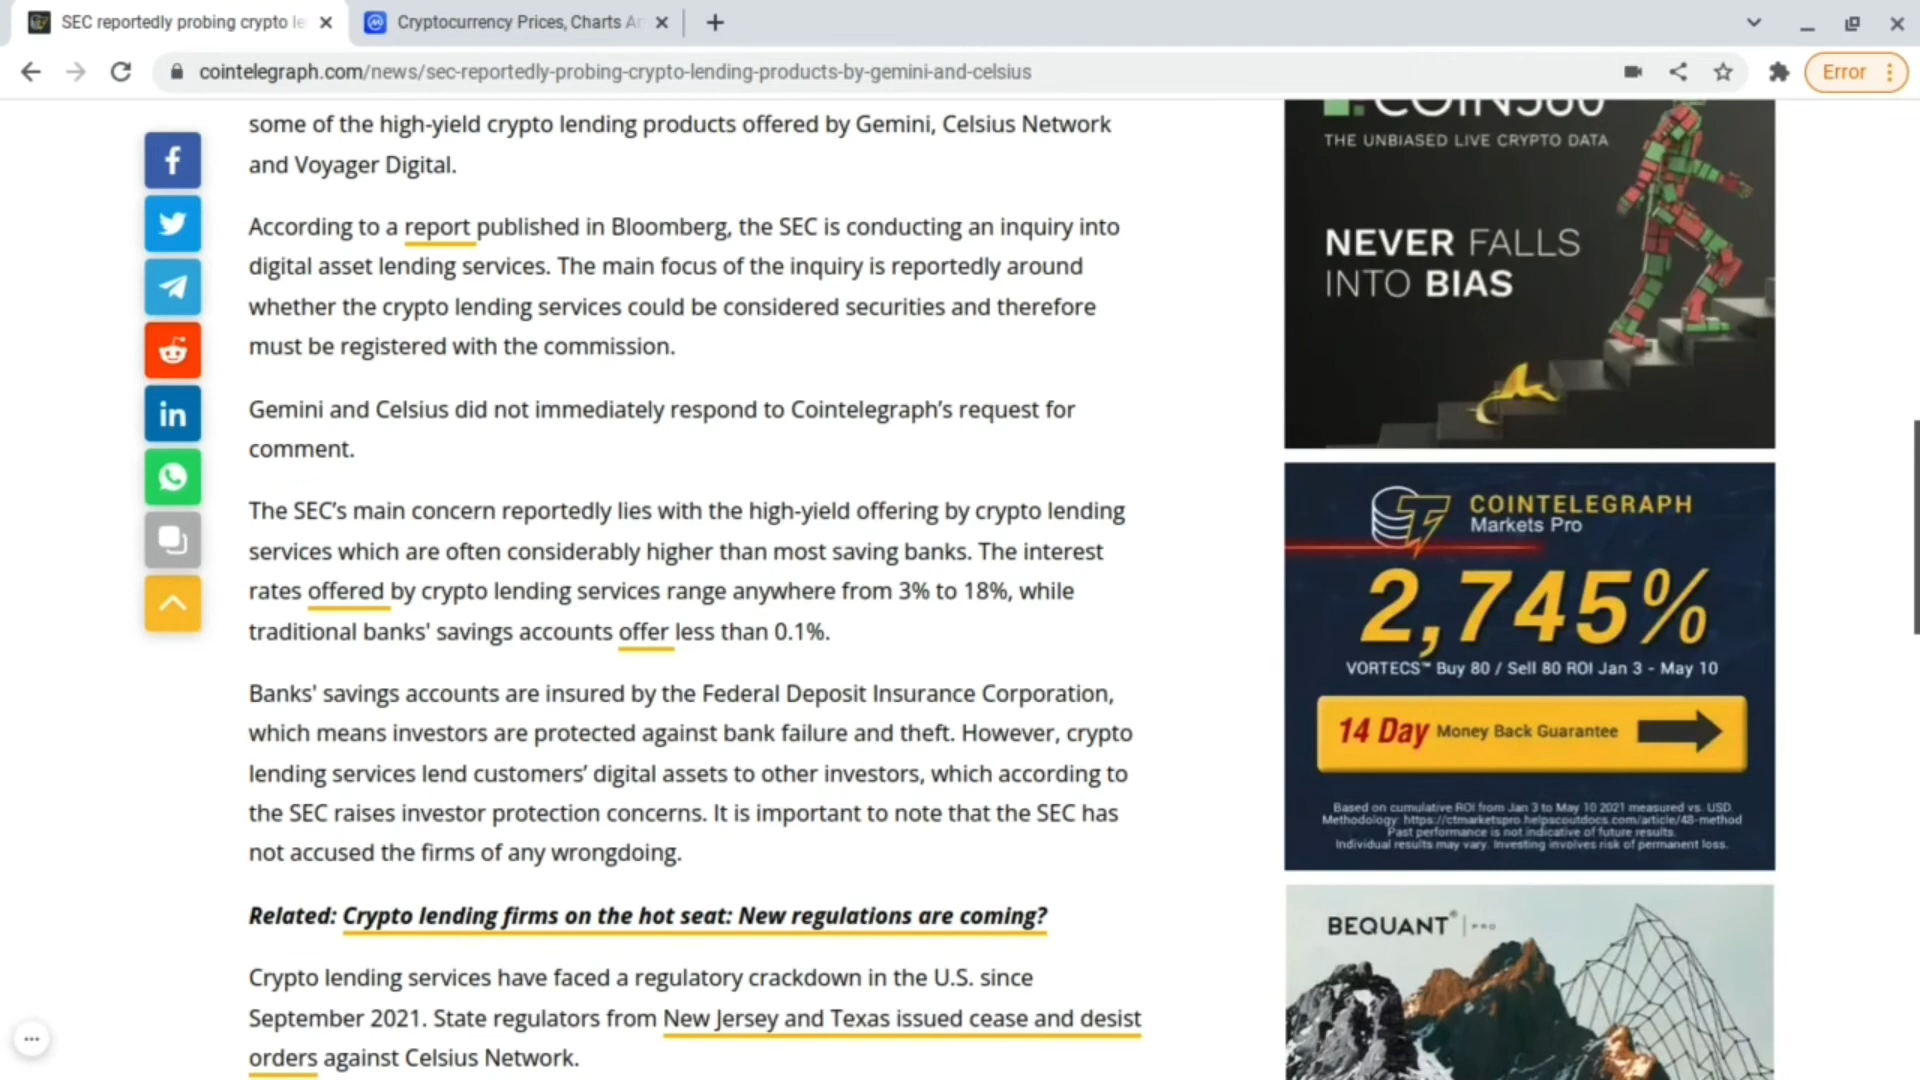 SEC reportedly probing crypto le
Cryptocurrency Prices, Charts Ar
cointelegraph.com/news/sec-reportedly-probing-crypto-lending-products-by-gemini-and-celsius
Error
some of the high-yield crypto lending products offered by Gemini, Celsius Network
and Voyager Digital.
According to a report published in Bloomberg, the SEC is conducting an inquiry into
digital asset lending services. The main focus of the inquiry is reportedly around
whether the crypto lending services could be considered securities and therefore
must be registered with the commission.
Gemini and Celsius did not immediately respond to Cointelegraph’s request for
comment.
The SEC’s main concern reportedly lies with the high-yield offering by crypto lending
services which are often considerably higher than most saving banks. The interest
rates offered by crypto lending services range anywhere from 3% to 18%, while
traditional banks' savings accounts offer less than 0.1%.
Banks' savings accounts are insured by the Federal Deposit Insurance Corporation,
which means investors are protected against bank failure and theft. However, crypto
lending services lend customers’ digital assets to other investors, which according to
the SEC raises investor protection concerns. It is important to note that the SEC has
not accused the firms of any wrongdoing.
Related: Crypto lending firms on the hot seat: New regulations are coming?
Crypto lending services have faced a regulatory crackdown in the U.S. since
September 2021. State regulators from New Jersey and Texas issued cease and desist
orders against Celsius Network.
COIN360
THE UNBIASED LIVE CRYPTO DATA
NEVER FALLS
INTO BIAS
COINTELEGRAPH
Markets Pro
2,745%
VORTECS™ Buy 80 / Sell 80 ROI Jan 3 - May 10
14 Day Money Back Guarantee
Based on cumulative ROI from Jan 3 to May 10 2021 measured vs. USD.
Methodology: https://ctmarketspro.helpscoutdocs.com/article/48-method
Past performance is not indicative of future results.
Individual results may vary. Investing involves risk of permanent loss.
BEQUANT® | PRO